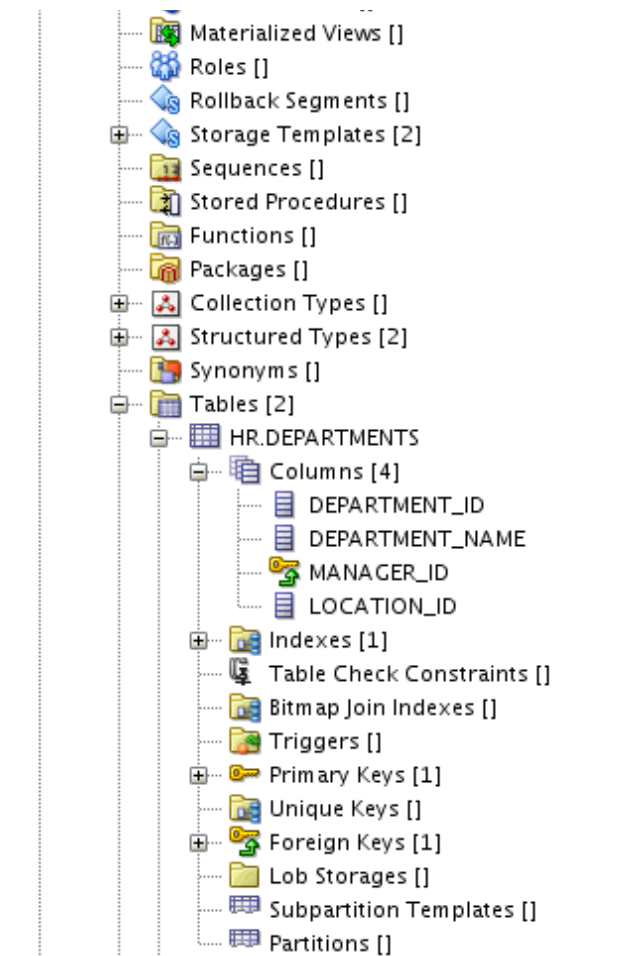 Materialized Views []
Roles []
Rollback Segments []
Storage Templates [2]
Sequences []
Stored Procedures []
Functions []
Packages []
Collection Types []
Structured Types [2]
Synonyms []
Tables [2]
HR.DEPARTMENTS
Columns [4]
DEPARTMENT_ID
DEPARTMENT_NAME
MANAGER_ID
LOCATION_ID
Indexes [1]
Table Check Constraints []
Bitmap Join Indexes []
Triggers []
Primary Keys [1]
Unique Keys []
Foreign Keys [1]
Lob Storages []
Subpartition Templates []
Partitions []